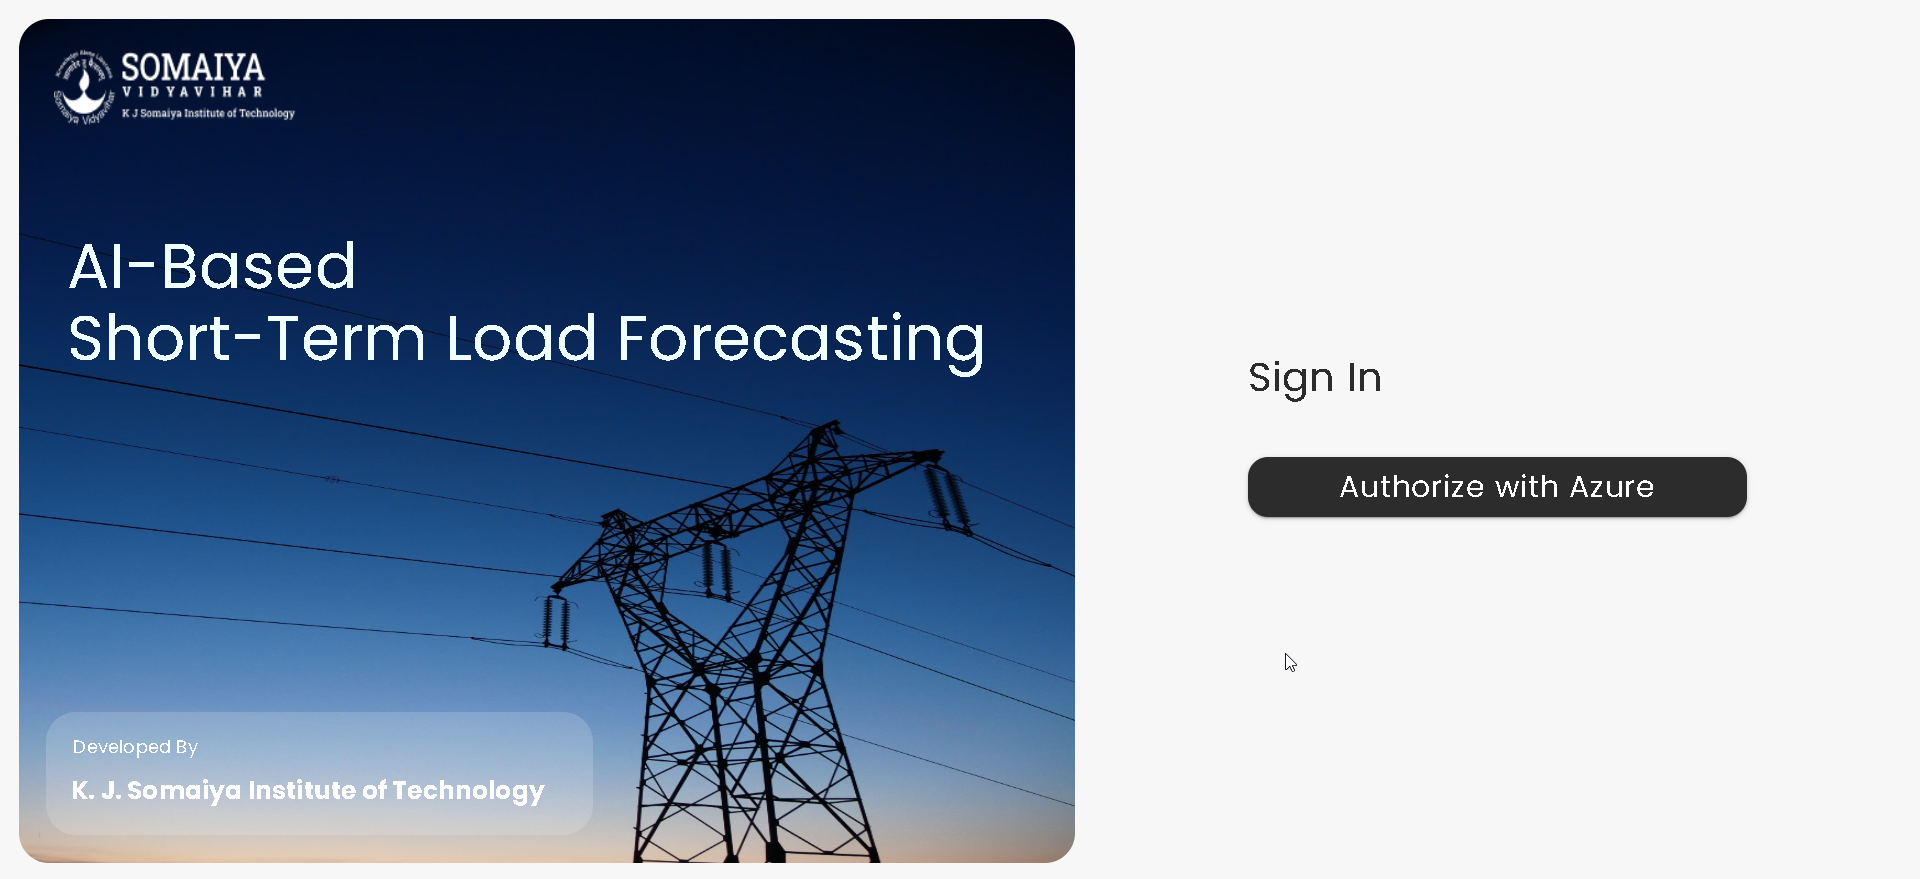 SOMAIYA
VIDYAVIHAR
K J Somaiya Institute of Technology
AI-Based
Short-Term Load Forecasting
Developed By
K. J. Somaiya Institute of Technology
Sign In
Authorize with Azure